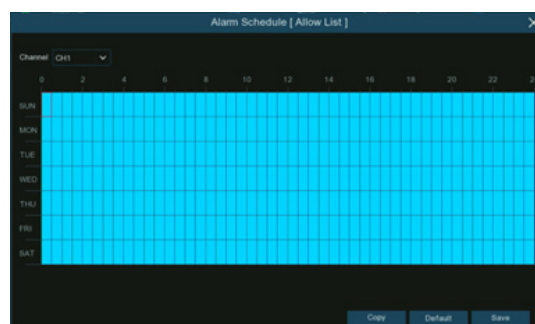 Alarm Schedule [ Allow List ]
X
Channel CH1
0 2 4 6 8 10 12 14 16 18 20 22 24
SUN
MON
TUE
WED
THU
FRI
SAT
Copy Default Save